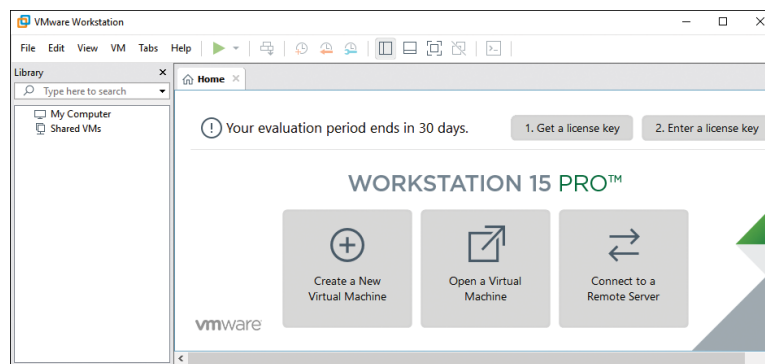 VMware Workstation
File Edit View VM Tabs Help
Library
Home
Type here to search
My Computer
Shared VMs
Your evaluation period ends in 30 days.
1. Get a license key
2. Enter a license key
WORKSTATION 15 PRO™
Create a New
Virtual Machine
Open a Virtual
Machine
Connect to a
Remote Server
vmware